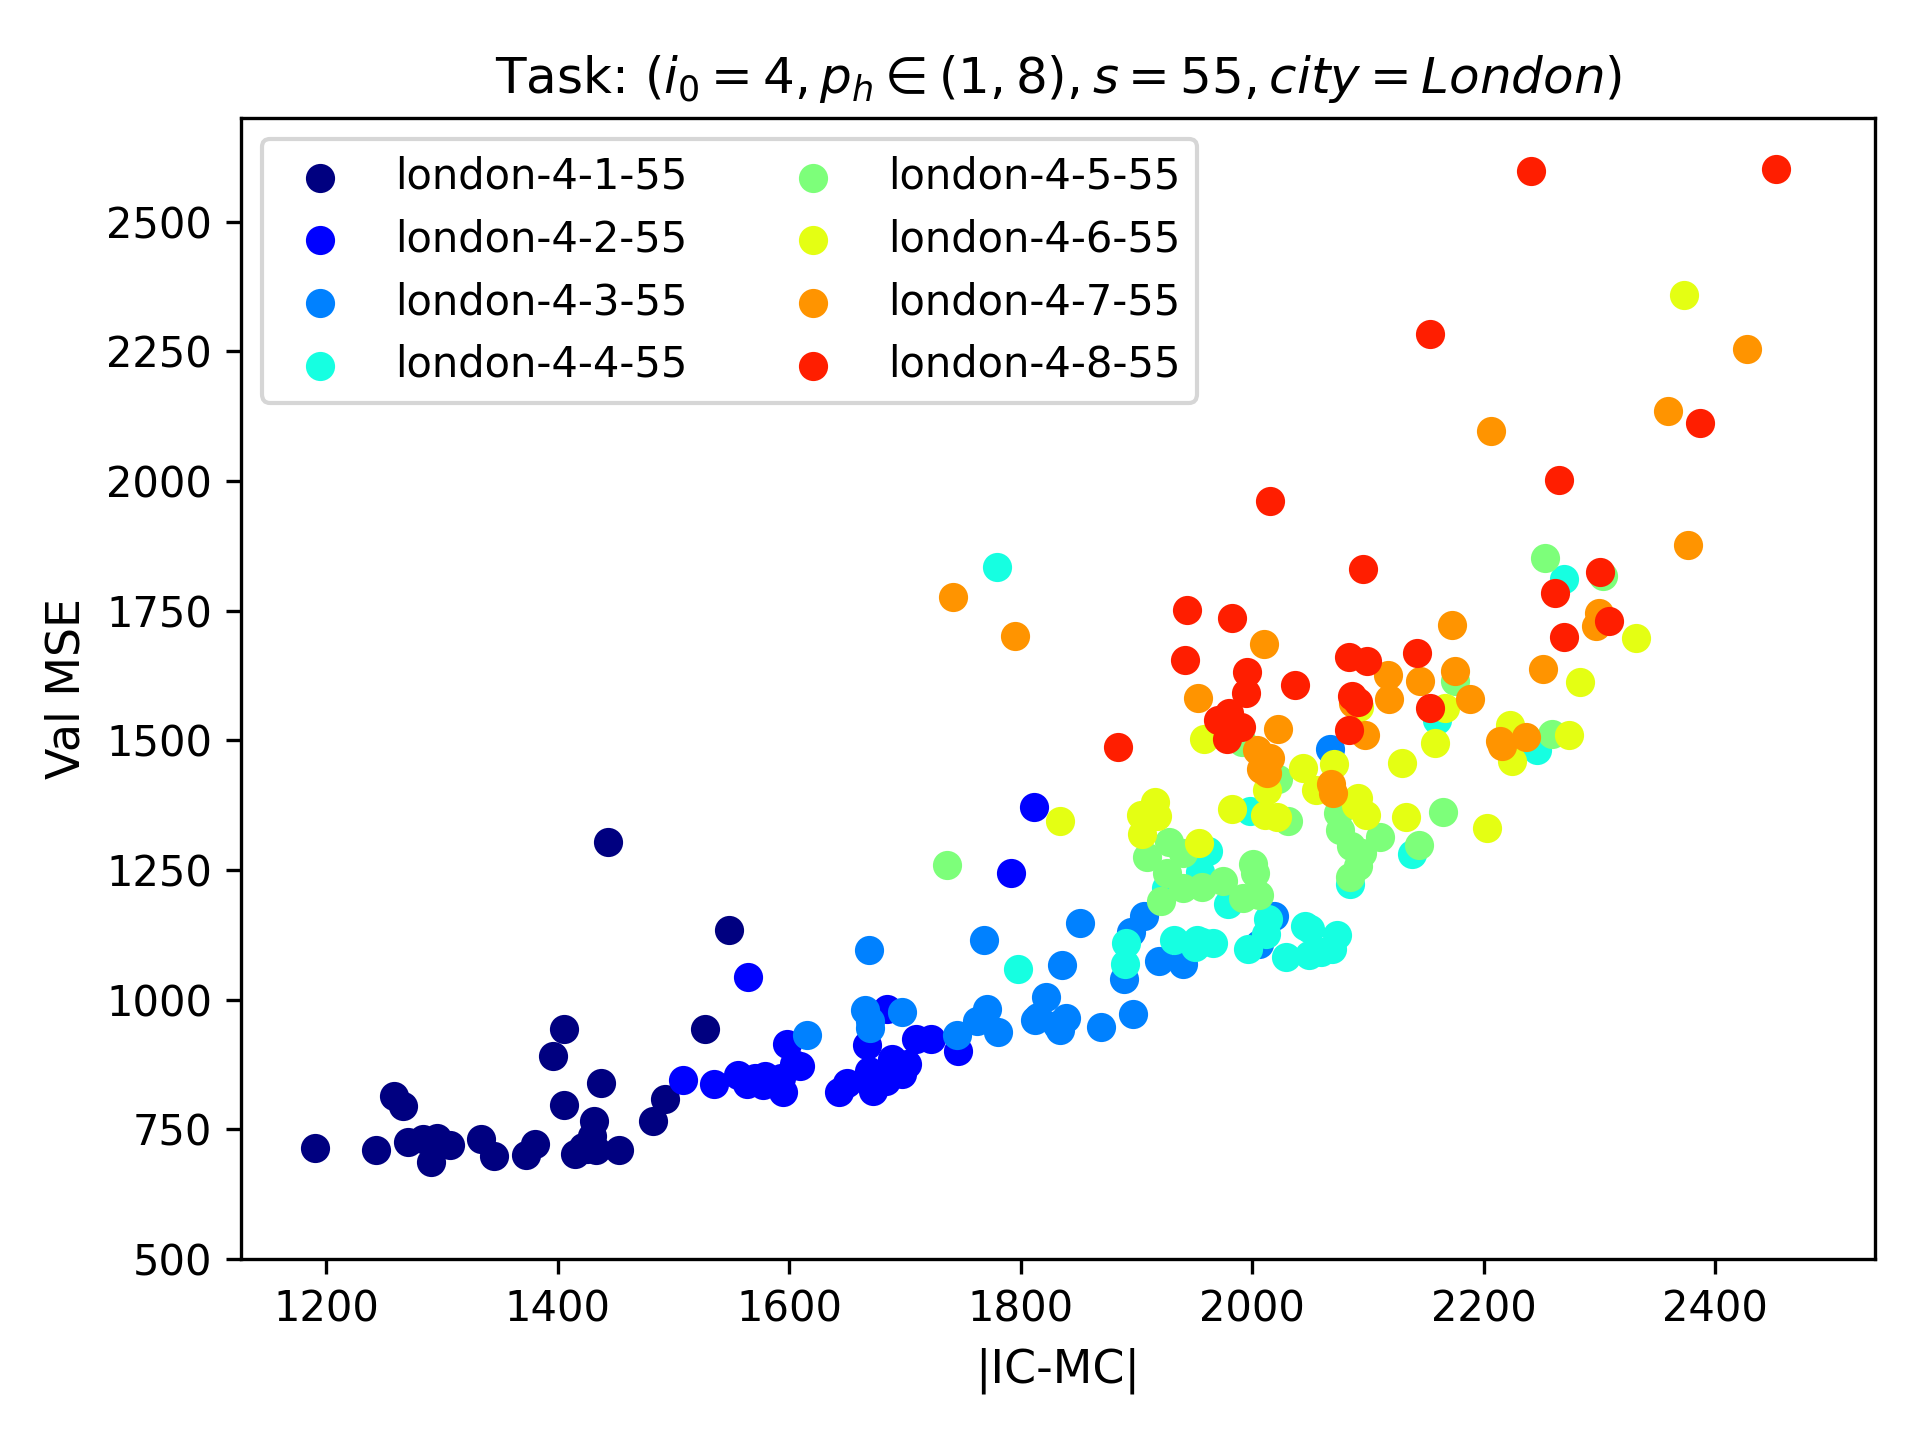 Task: (i₀ = 4, pₕ ∈ (1, 8), s = 55, city = London)
london-4-1-55
london-4-2-55
london-4-3-55
london-4-4-55
london-4-5-55
london-4-6-55
london-4-7-55
london-4-8-55
Val MSE
2500
2250
2000
1750
1500
1250
1000
750
500
1200 1400 1600 1800 2000 2200 2400
|IC-MC|